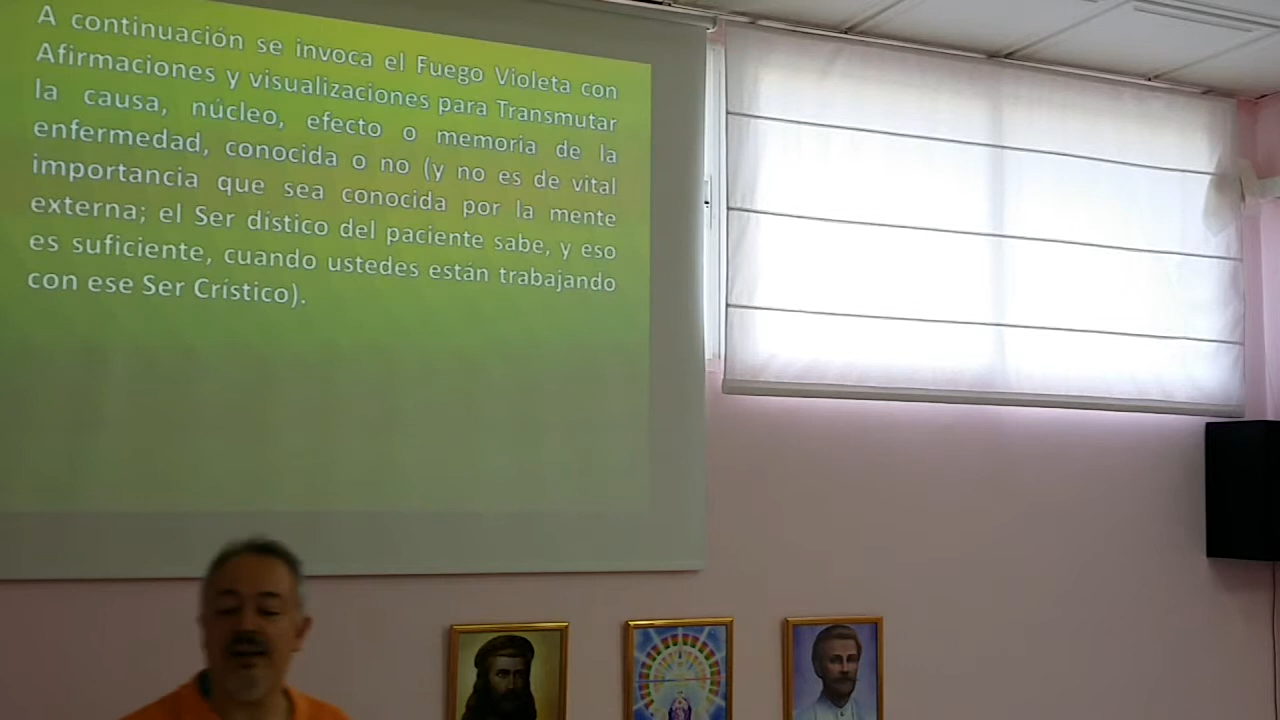 A continuación se invoca el Fuego Violeta con
Afirmaciones y visualizaciones para Transmutar
la causa, núcleo, efecto o memoria de la
enfermedad, conocida o no (y no es de vital
importancia que sea conocida por la mente
externa; el Ser dístico del paciente sabe, y eso
es suficiente, cuando ustedes están trabajando
con ese Ser Crístico).